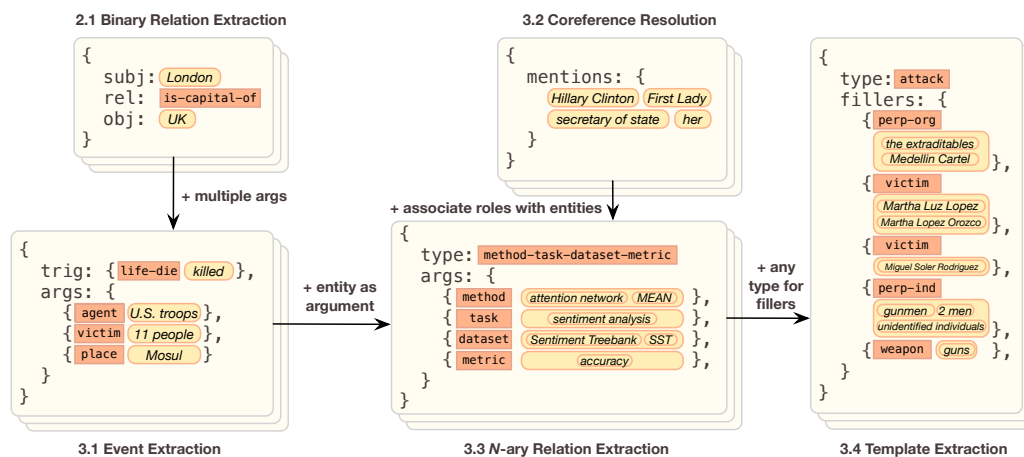 2.1 Binary Relation Extraction
{
subj: London
rel: is-capital-of
obj: UK
}
+ multiple args
3.2 Coreference Resolution
{
mentions: {
Hillary Clinton First Lady
secretary of state her
}
}
+ associate roles with entities
{
trig: { life-die killed },
args: {
{ agent U.S. troops },
{ victim 11 people },
{ place Mosul }
}
}
3.1 Event Extraction
+ entity as
argument
{
type: method-task-dataset-metric
args: {
{ method attention network MEAN },
{ task sentiment analysis },
{ dataset Sentiment Treebank SST },
{ metric accuracy },
}
}
3.3 N-ary Relation Extraction
+ any
type for
fillers
{
type: attack
fillers: {
{ perp-org
the extraditables
Medellin Cartel },
{ victim
Martha Luz Lopez
Martha Lopez Orozco },
{ victim
Miguel Soler Rodriguez },
{ perp-ind
gunmen 2 men
unidentified individuals },
{ weapon guns },
}
}
3.4 Template Extraction